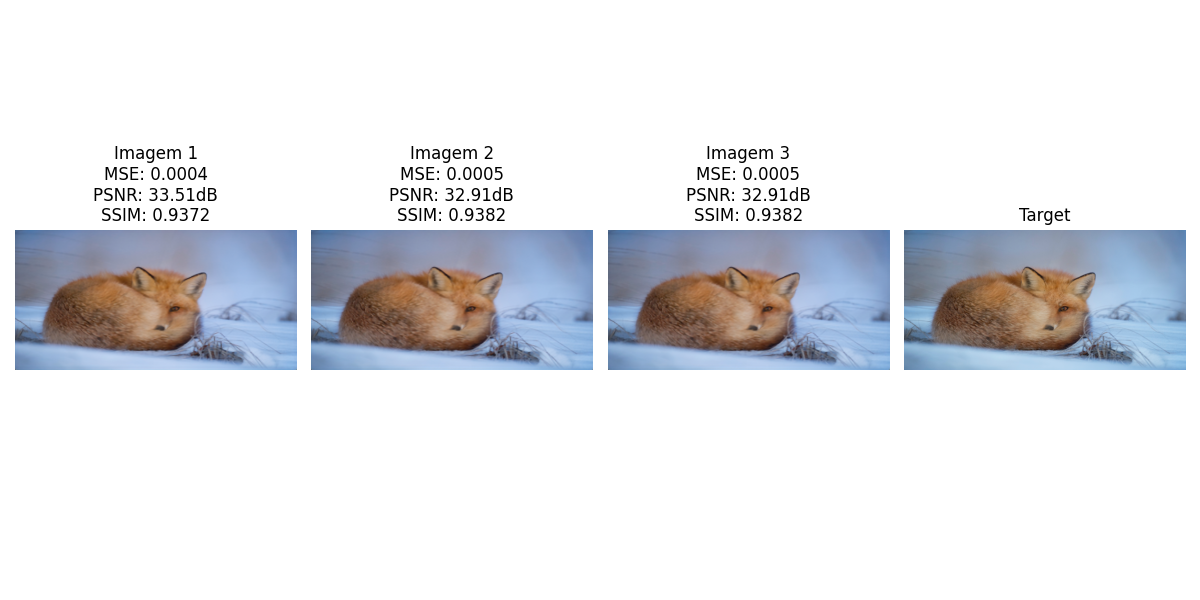 Imagem 1
MSE: 0.0004
PSNR: 33.51dB
SSIM: 0.9372
Imagem 2
MSE: 0.0005
PSNR: 32.91dB
SSIM: 0.9382
Imagem 3
MSE: 0.0005
PSNR: 32.91dB
SSIM: 0.9382
Target